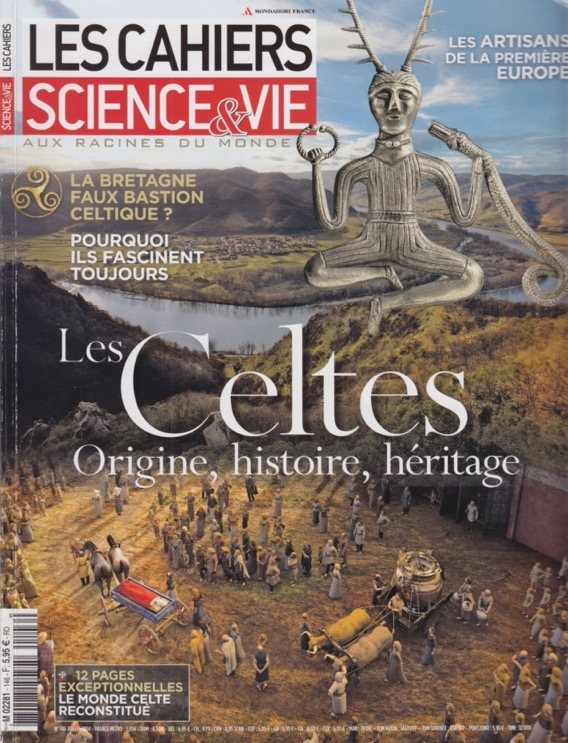 MONDADORI FRANCE
LES CAHIERS
SCIENCE&VIE
AUX RACINES DU MONDE
LES CAHIERS
SCIENCE&VIE
LES ARTISANS
DE LA PREMIÈRE
EUROPE
LA BRETAGNE
FAUX BASTION
CELTIQUE ?
POURQUOI
ILS FASCINENT
TOUJOURS
Les Celtes
Origine, histoire, héritage
+ 12 PAGES
EXCEPTIONNELLES
LE MONDE CELTE
RECONSTITUÉ
M 02281 - 146 - F: 5,95 € - RD